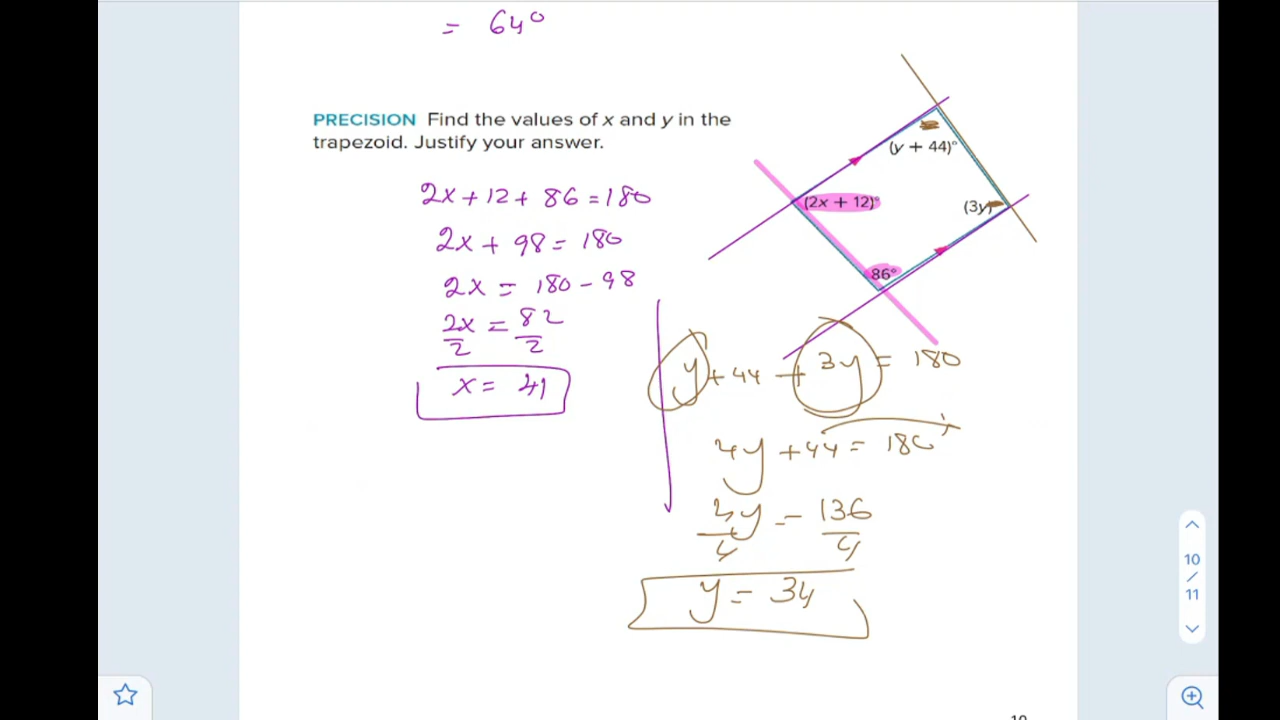 = 64°
PRECISION Find the values of x and y in the
trapezoid. Justify your answer.
(y + 44)°
(2x + 12)°
(3y)
86°
2x + 12 + 86 = 180
2x + 98 = 180
2x = 180 - 98
2x/2 = 82/2
x = 41
y + 44 + 3y = 180
4y + 44 = 180
4y/4 = 136/4
y = 34
10
/
11